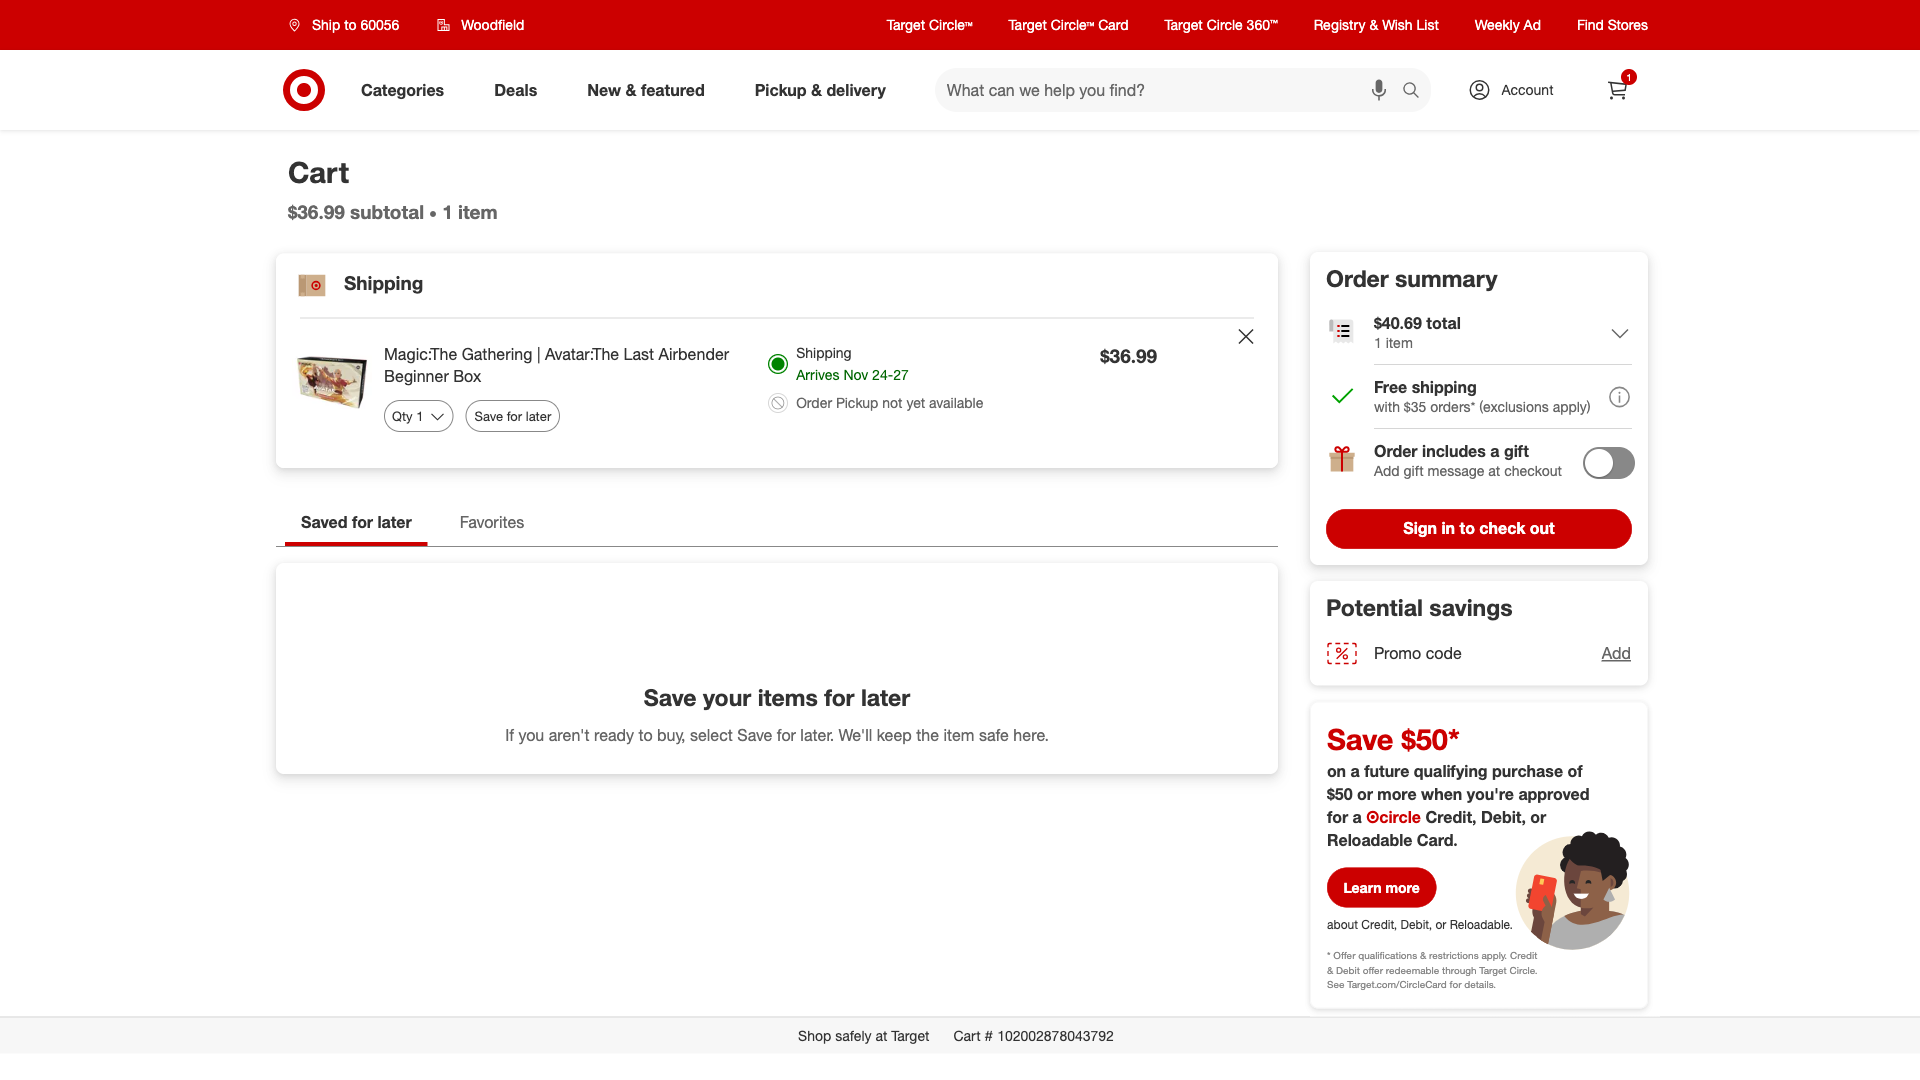 Ship to 60056
Woodfield
Target Circle™
Target Circle™ Card
Target Circle 360™
Registry & Wish List
Weekly Ad
Find Stores
Categories
Deals
New & featured
Pickup & delivery
What can we help you find?
Account
1
Cart
$36.99 subtotal • 1 item
Shipping
Magic:The Gathering | Avatar:The Last Airbender
Beginner Box
Qty 1
Save for later
Shipping
Arrives Nov 24-27
Order Pickup not yet available
$36.99
Saved for later
Favorites
Save your items for later
If you aren't ready to buy, select Save for later. We'll keep the item safe here.
Order summary
$40.69 total
1 item
Free shipping
with $35 orders* (exclusions apply)
Order includes a gift
Add gift message at checkout
Sign in to check out
Potential savings
Promo code
Add
Save $50*
on a future qualifying purchase of
$50 or more when you're approved
for a circle Credit, Debit, or
Reloadable Card.
Learn more
about Credit, Debit, or Reloadable.
* Offer qualifications & restrictions apply. Credit
& Debit offer redeemable through Target Circle.
See Target.com/CircleCard for details.
Shop safely at Target
Cart # 102002878043792